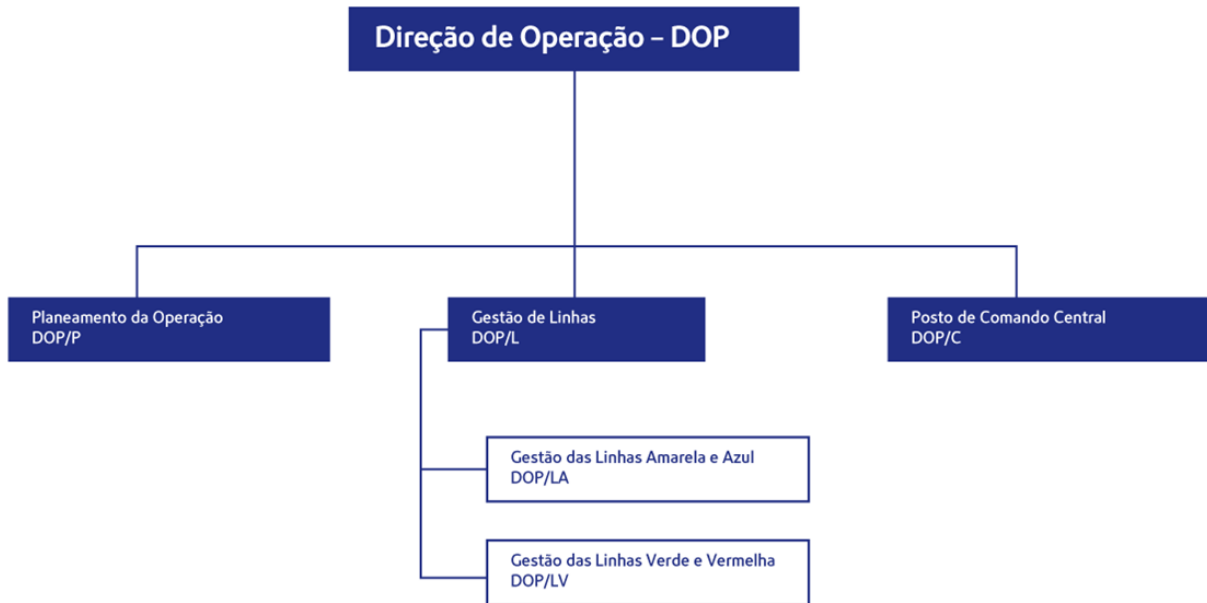 Direção de Operação – DOP
Planeamento da Operação
DOP/P
Gestão de Linhas
DOP/L
Posto de Comando Central
DOP/C
Gestão das Linhas Amarela e Azul
DOP/LA
Gestão das Linhas Verde e Vermelha
DOP/LV